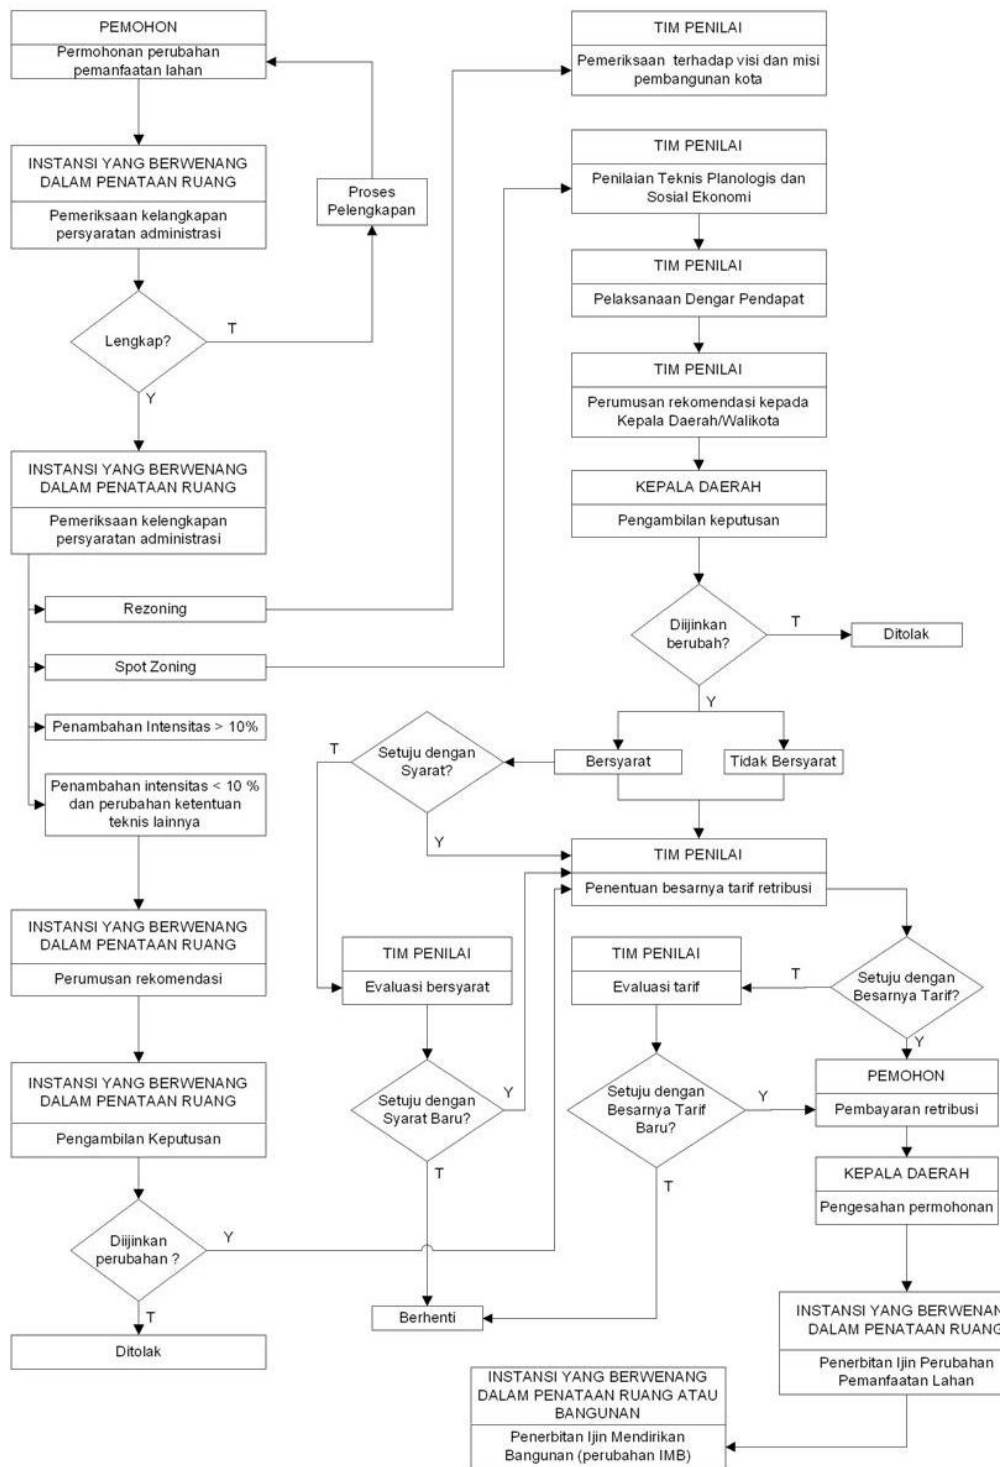 PEMOHON
Permohonan perubahan
pemanfaatan lahan
INSTANSI YANG BERWENANG
DALAM PENATAAN RUANG
Pemeriksaan kelangkapan
persyaratan administrasi
Proses
Pelengkapan
Lengkap?
T
Y
INSTANSI YANG BERWENANG
DALAM PENATAAN RUANG
Pemeriksaan kelengkapan
persyaratan administrasi
Rezoning
Spot Zoning
Penambahan Intensitas > 10%
Penambahan intensitas < 10 %
dan perubahan ketentuan
teknis lainnya
INSTANSI YANG BERWENANG
DALAM PENATAAN RUANG
Perumusan rekomendasi
INSTANSI YANG BERWENANG
DALAM PENATAAN RUANG
Pengambilan Keputusan
Diijinkan
perubahan ?
Y
T
Ditolak
TIM PENILAI
Pemeriksaan terhadap visi dan misi
pembangunan kota
TIM PENILAI
Penilaian Teknis Planologis dan
Sosial Ekonomi
TIM PENILAI
Pelaksanaan Dengar Pendapat
TIM PENILAI
Perumusan rekomendasi kepada
Kepala Daerah/Walikota
KEPALA DAERAH
Pengambilan keputusan
Diijinkan
berubah?
T
Ditolak
Y
Bersyarat
Tidak Bersyarat
Setuju dengan
Syarat?
T
Y
TIM PENILAI
Penentuan besarnya tarif retribusi
TIM PENILAI
Evaluasi bersyarat
Setuju dengan
Syarat Baru?
Y
T
TIM PENILAI
Evaluasi tarif
T
Setuju dengan
Besarnya Tarif?
Y
Setuju dengan
Besarnya Tarif
Baru?
Y
T
Berhenti
PEMOHON
Pembayaran retribusi
KEPALA DAERAH
Pengesahan permohonan
INSTANSI YANG BERWENAN
DALAM PENATAAN RUANG
Penerbitan Ijin Perubahan
Pemanfaatan Lahan
INSTANSI YANG BERWENANG
DALAM PENATAAN RUANG ATAU
BANGUNAN
Penerbitan Ijin Mendirikan
Bangunan (perubahan IMB)